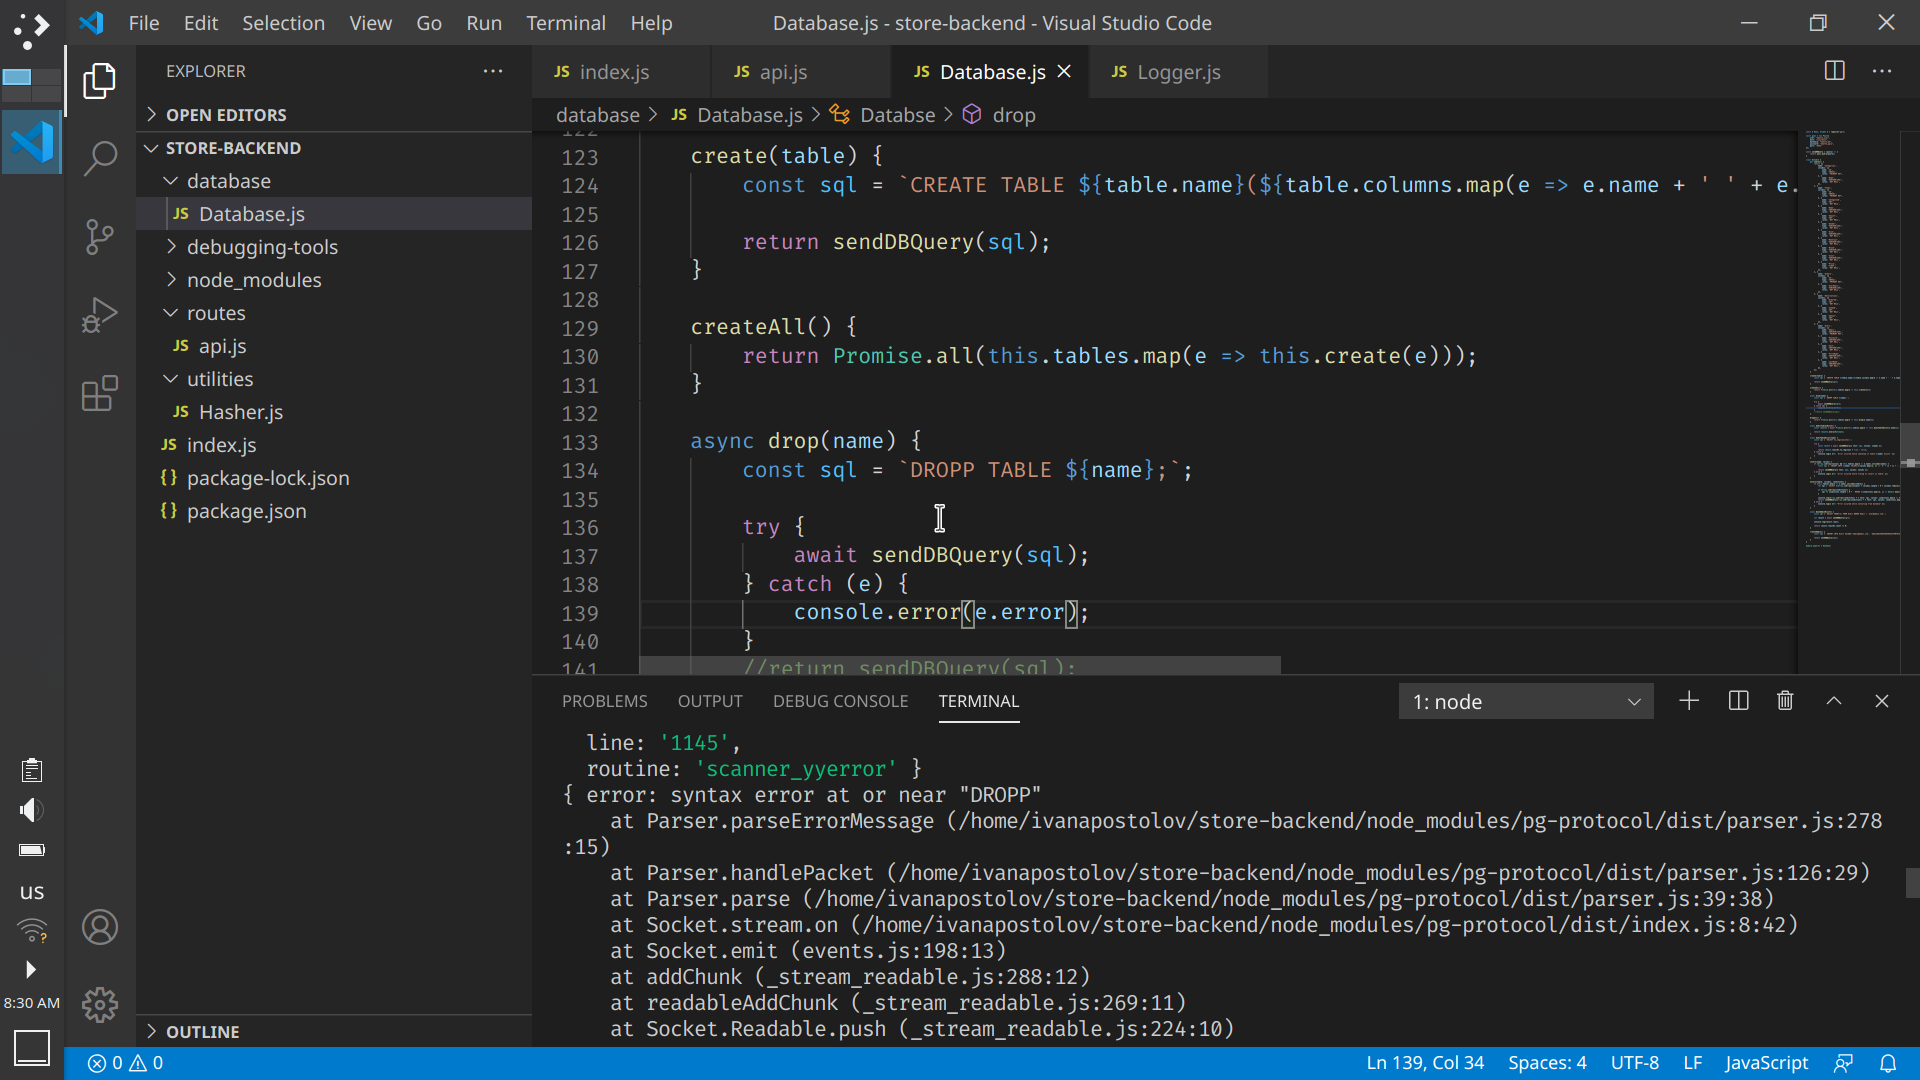 File Edit Selection View Go Run Terminal Help
Database.js - store-backend - Visual Studio Code
EXPLORER
OPEN EDITORS
STORE-BACKEND
database
JS Database.js
debugging-tools
node_modules
routes
JS api.js
utilities
JS Hasher.js
JS index.js
{} package-lock.json
{} package.json
OUTLINE
JS index.js JS api.js JS Database.js JS Logger.js
database > JS Database.js > Databse > drop
122
123 create(table) {
124 const sql = `CREATE TABLE ${table.name}(${table.columns.map(e => e.name + ' ' + e.
125
126 return sendDBQuery(sql);
127 }
128
129 createAll() {
130 return Promise.all(this.tables.map(e => this.create(e)));
131 }
132
133 async drop(name) {
134 const sql = `DROPP TABLE ${name};`;
135
136 try {
137 await sendDBQuery(sql);
138 } catch (e) {
139 console.error(e.error);
140 }
141 //return sendDBQuery(sql);
PROBLEMS OUTPUT DEBUG CONSOLE TERMINAL 1: node
line: '1145',
routine: 'scanner_yyerror' }
{ error: syntax error at or near "DROPP"
at Parser.parseErrorMessage (/home/ivanapostolov/store-backend/node_modules/pg-protocol/dist/parser.js:278
:15)
at Parser.handlePacket (/home/ivanapostolov/store-backend/node_modules/pg-protocol/dist/parser.js:126:29)
at Parser.parse (/home/ivanapostolov/store-backend/node_modules/pg-protocol/dist/parser.js:39:38)
at Socket.stream.on (/home/ivanapostolov/store-backend/node_modules/pg-protocol/dist/index.js:8:42)
at Socket.emit (events.js:198:13)
at addChunk (_stream_readable.js:288:12)
at readableAddChunk (_stream_readable.js:269:11)
at Socket.Readable.push (_stream_readable.js:224:10)
us
?
8:30 AM
0 0
Ln 139, Col 34 Spaces: 4 UTF-8 LF JavaScript